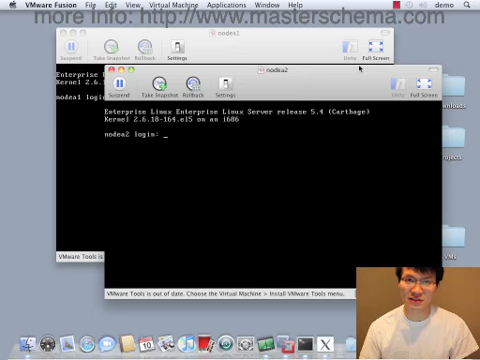 VMware Fusion File Edit View Virtual Machine Applications Window Help demo
more info: http://www.masterschema.com
nodea1
Suspend Take Snapshot Rollback Settings Unity Full Screen
Enterprise
Kernel 2.6.
nodea1 login
nodea2
Suspend Take Snapshot Rollback Settings Unity Full Screen
Enterprise Linux Enterprise Linux Server release 5.4 (Carthage)
Kernel 2.6.18-164.el5 on an i686
nodea2 login: _
VMware Tools is out of date. Choose the Virtual Machine > Install VMware Tools menu.
VMware Tools is out
VMs